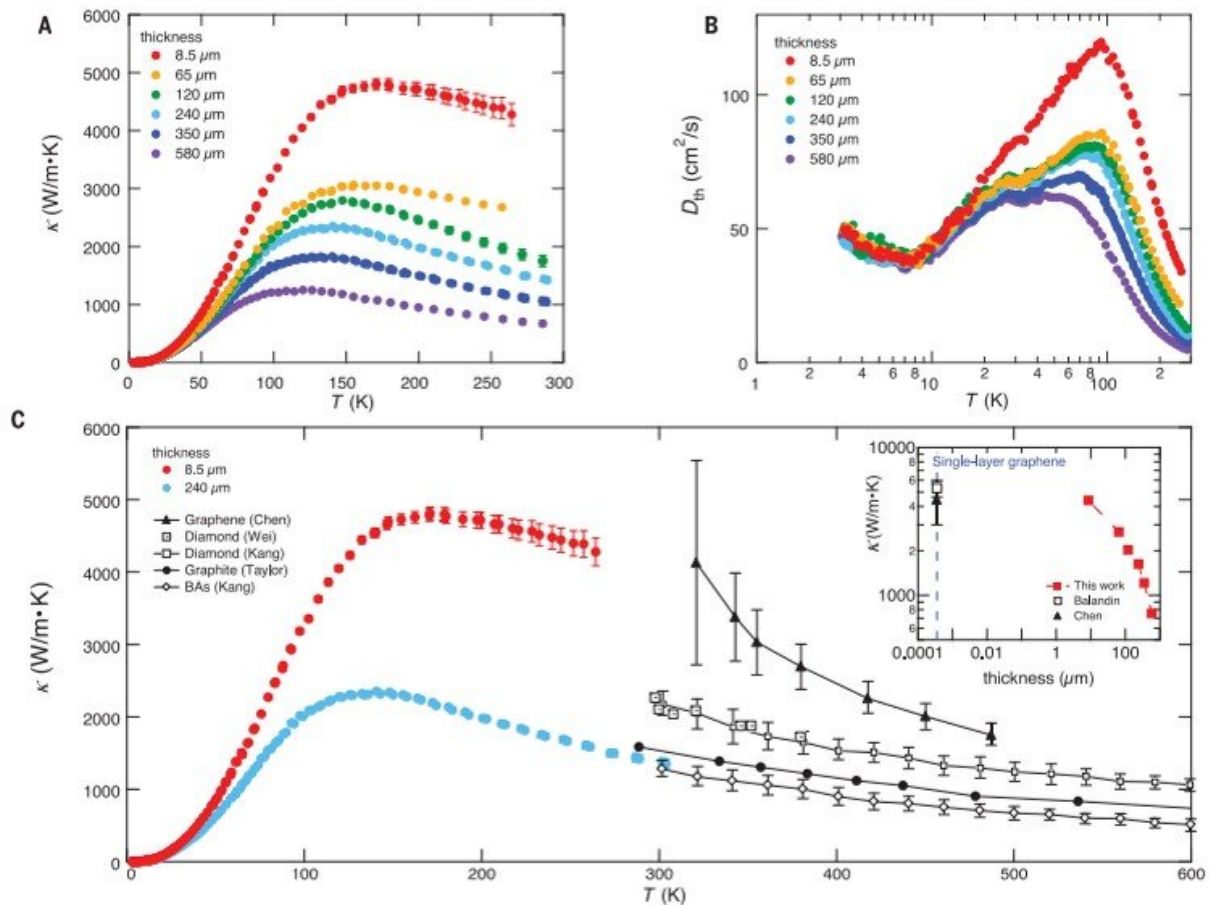 A
thickness
8.5 µm
65 µm
120 µm
240 µm
350 µm
580 µm
κ (W/m•K)
6000
5000
4000
3000
2000
1000
0
0 50 100 150 200 250 300
T (K)
B
thickness
8.5 µm
65 µm
120 µm
240 µm
350 µm
580 µm
Dth (cm²/s)
100
50
0
1 2 4 6 8 10 2 4 6 8 100 2
T (K)
C
thickness
8.5 µm
240 µm
Graphene (Chen)
Diamond (Wei)
Diamond (Kang)
Graphite (Taylor)
BAs (Kang)
κ (W/m•K)
6000
5000
4000
3000
2000
1000
0
0 100 200 300 400 500 600
T (K)
Single-layer graphene
κ(W/m•K)
10000
8
6
4
2
1000
8
6
This work
Balandin
Chen
0.0001 0.01 1 100
thickness (µm)